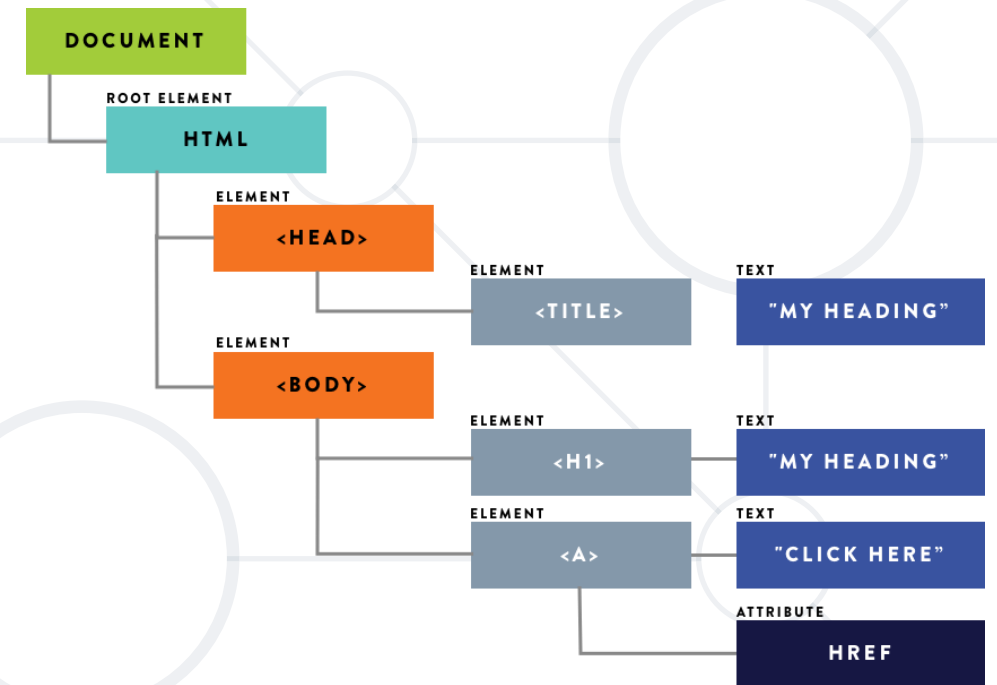 DOCUMENT
ROOT ELEMENT
HTML
ELEMENT
<HEAD>
ELEMENT
<TITLE>
TEXT
"MY HEADING”
ELEMENT
<BODY>
ELEMENT
<H1>
TEXT
"MY HEADING”
ELEMENT
<A>
TEXT
"CLICK HERE”
ATTRIBUTE
HREF